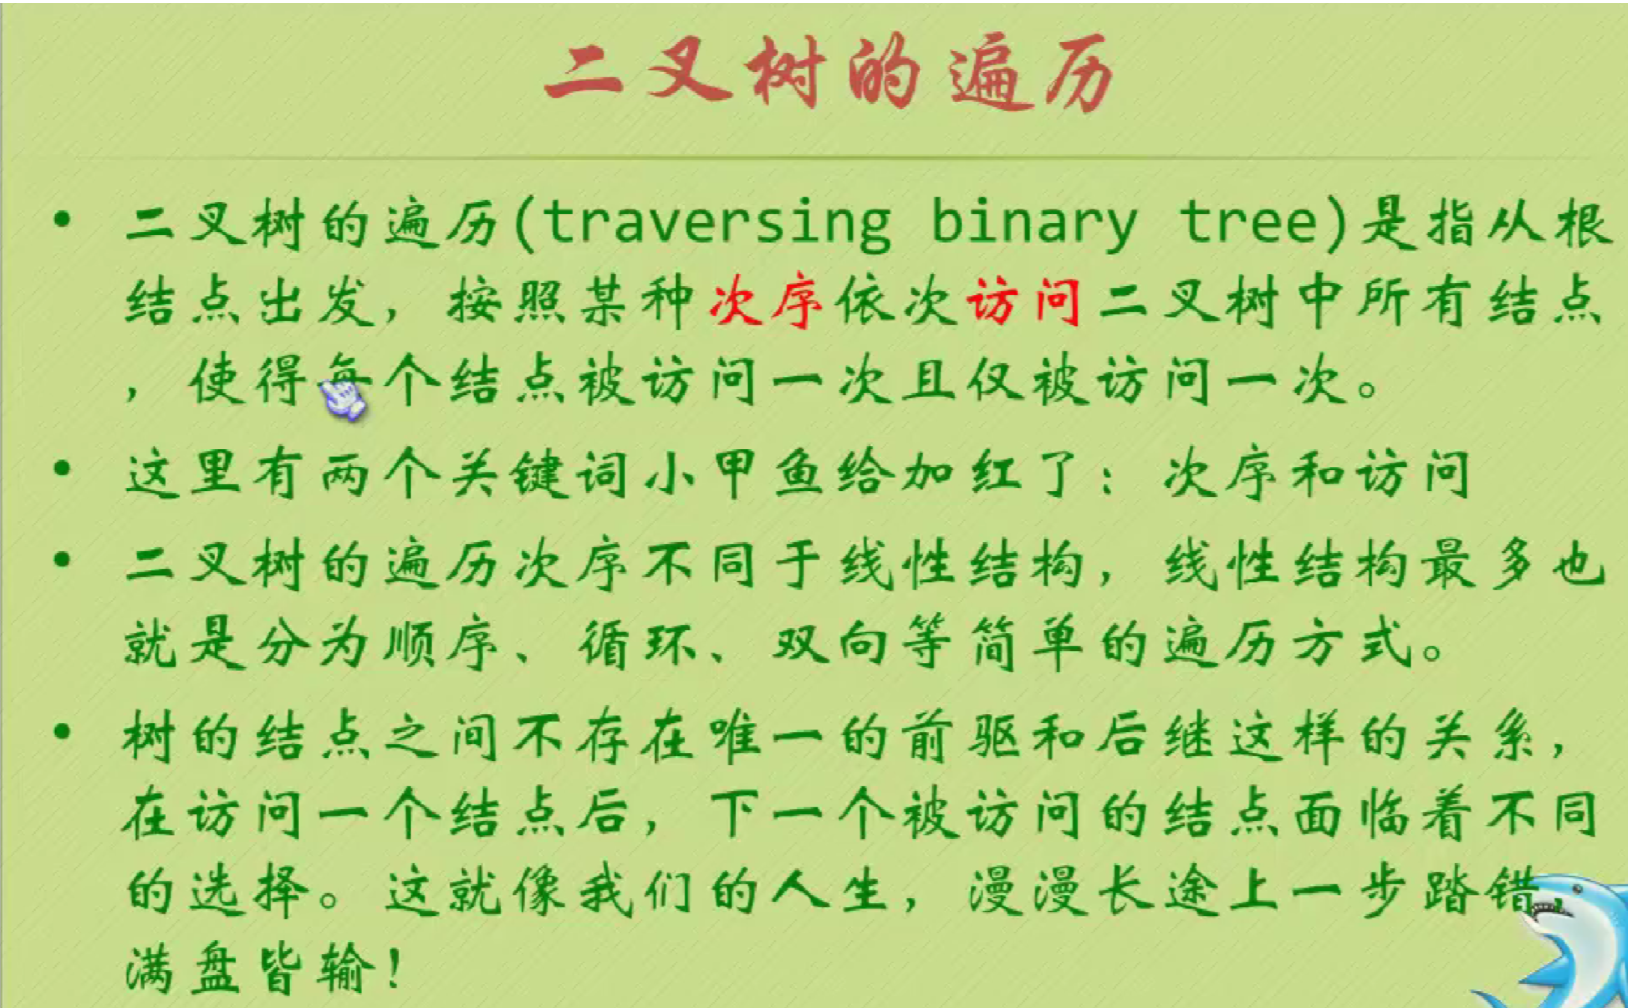 二叉树的遍历
• 二叉树的遍历(traversing binary tree)是指从根
结点出发，按照某种次序依次访问二叉树中所有结点
，使得每个结点被访问一次且仅被访问一次。
• 这里有两个关键词小甲鱼给加红了：次序和访问
• 二叉树的遍历次序不同于线性结构，线性结构最多也
就是分为顺序、循环、双向等简单的遍历方式。
• 树的结点之间不存在唯一的前驱和后继这样的关系，
在访问一个结点后，下一个被访问的结点面临着不同
的选择。这就像我们的人生，漫漫长途上一步踏错，
满盘皆输！